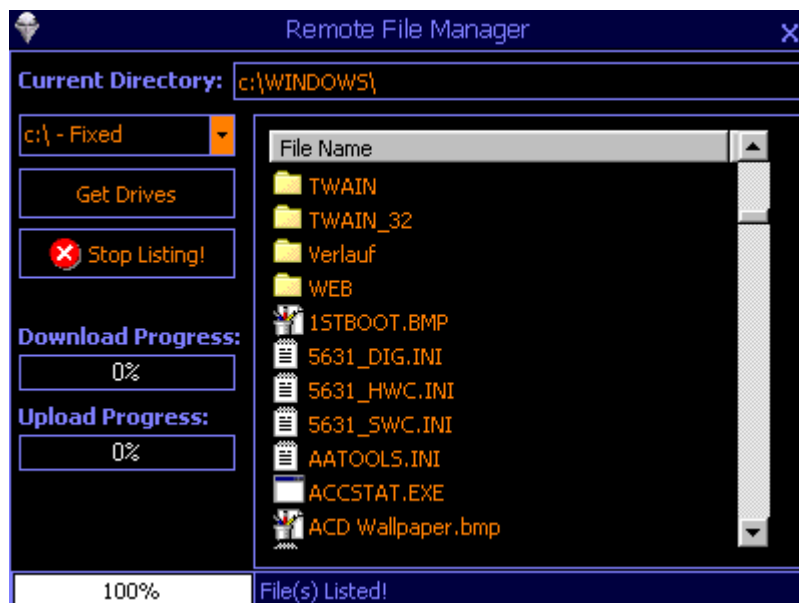 Remote File Manager
X
Current Directory: c:\WINDOWS\
c:\ - Fixed
Get Drives
Stop Listing!
Download Progress:
0%
Upload Progress:
0%
File Name
TWAIN
TWAIN_32
Verlauf
WEB
1STBOOT.BMP
5631_DIG.INI
5631_HWC.INI
5631_SWC.INI
AATOOLS.INI
ACCSTAT.EXE
ACD Wallpaper.bmp
100%
File(s) Listed!